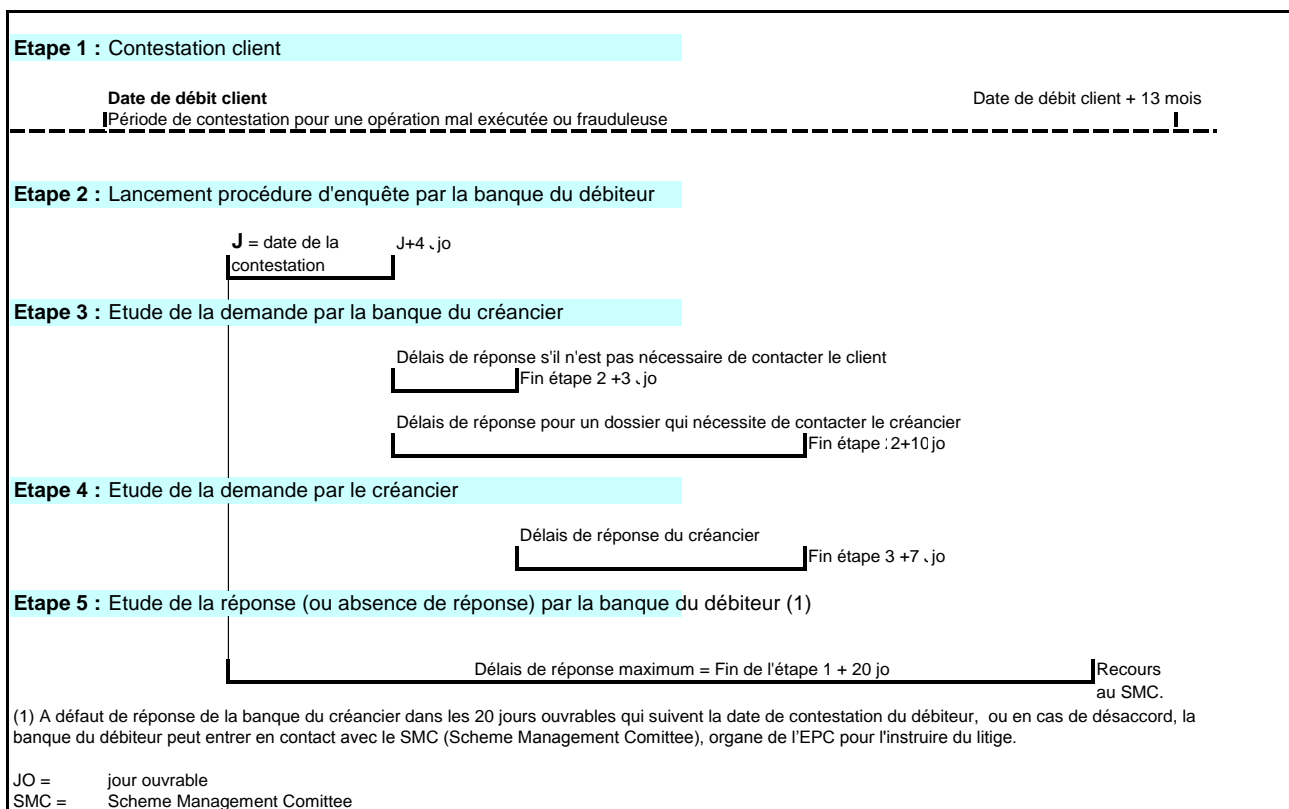 Etape 1 : Contestation client
Date de débit client
Date de débit client + 13 mois
Période de contestation pour une opération mal exécutée ou frauduleuse
Etape 2 : Lancement procédure d'enquête par la banque du débiteur
J = date de la
contestation
J+4 jo
Etape 3 : Etude de la demande par la banque du créancier
Délais de réponse s'il n'est pas nécessaire de contacter le client
Fin étape 2 +3 jo
Délais de réponse pour un dossier qui nécessite de contacter le créancier
Fin étape 2+10 jo
Etape 4 : Etude de la demande par le créancier
Délais de réponse du créancier
Fin étape 3 +7 jo
Etape 5 : Etude de la réponse (ou absence de réponse) par la banque du débiteur (1)
Délais de réponse maximum = Fin de l'étape 1 + 20 jo
Recours
au SMC.
(1) A défaut de réponse de la banque du créancier dans les 20 jours ouvrables qui suivent la date de contestation du débiteur, ou en cas de désaccord, la
banque du débiteur peut entrer en contact avec le SMC (Scheme Management Comittee), organe de l'EPC pour l'instruire du litige.
JO = jour ouvrable
SMC = Scheme Management Comittee